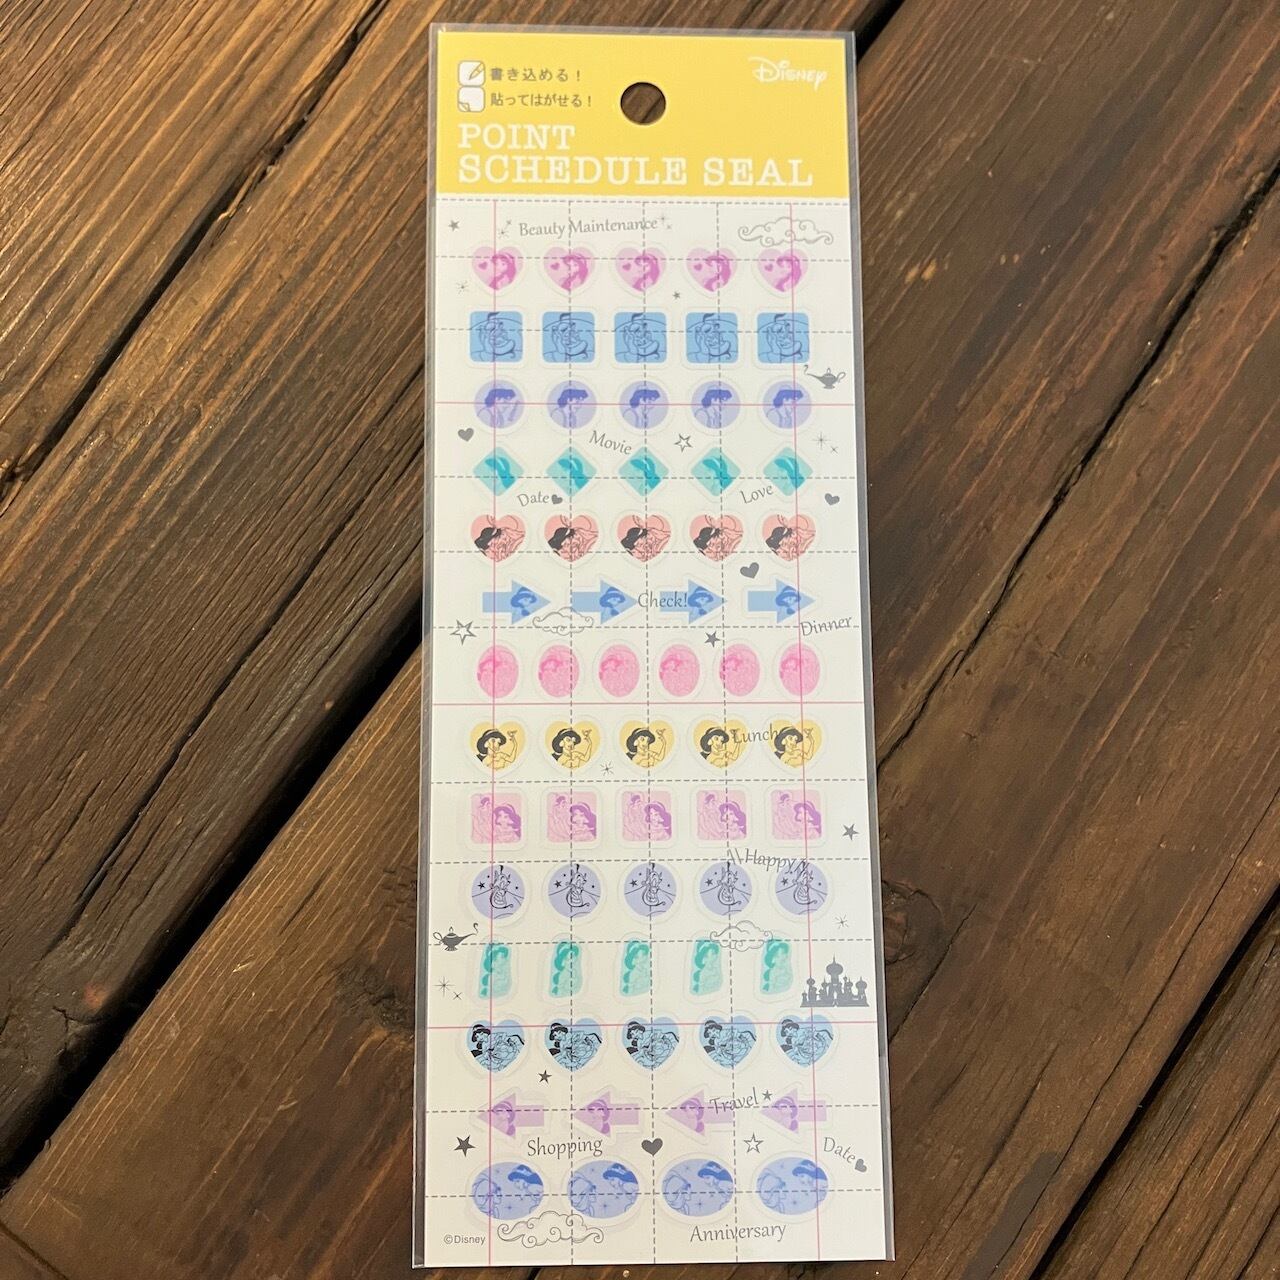 書き込める！
Disney
貼ってはがせる！
POINT
SCHEDULE SEAL
Beauty Maintenance
Movie
Date
Love
Check!
Dinner
Lunch
Happy
Travel
Shopping
Date
Anniversary
©Disney